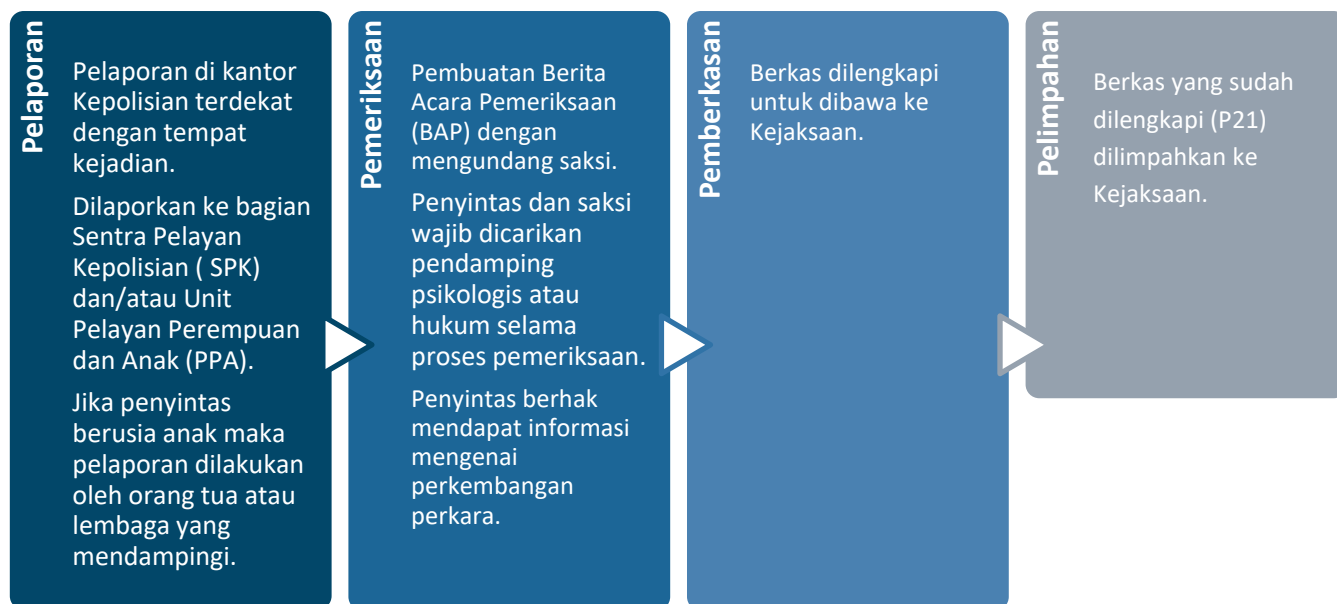 Pelaporan
Pelaporan di kantor
Kepolisian terdekat
dengan tempat
kejadian.
Dilaporkan ke bagian
Sentra Pelayan
Kepolisian ( SPK)
dan/atau Unit
Pelayan Perempuan
dan Anak (PPA).
Jika penyintas
berusia anak maka
pelaporan dilakukan
oleh orang tua atau
lembaga yang
mendampingi.
Pemeriksaan
Pembuatan Berita
Acara Pemeriksaan
(BAP) dengan
mengundang saksi.
Penyintas dan saksi
wajib dicarikan
pendamping
psikologis atau
hukum selama
proses pemeriksaan.
Penyintas berhak
mendapat informasi
mengenai
perkembangan
perkara.
Pemberkasan
Berkas dilengkapi
untuk dibawa ke
Kejaksaan.
Pelimpahan
Berkas yang sudah
dilengkapi (P21)
dilimpahkan ke
Kejaksaan.